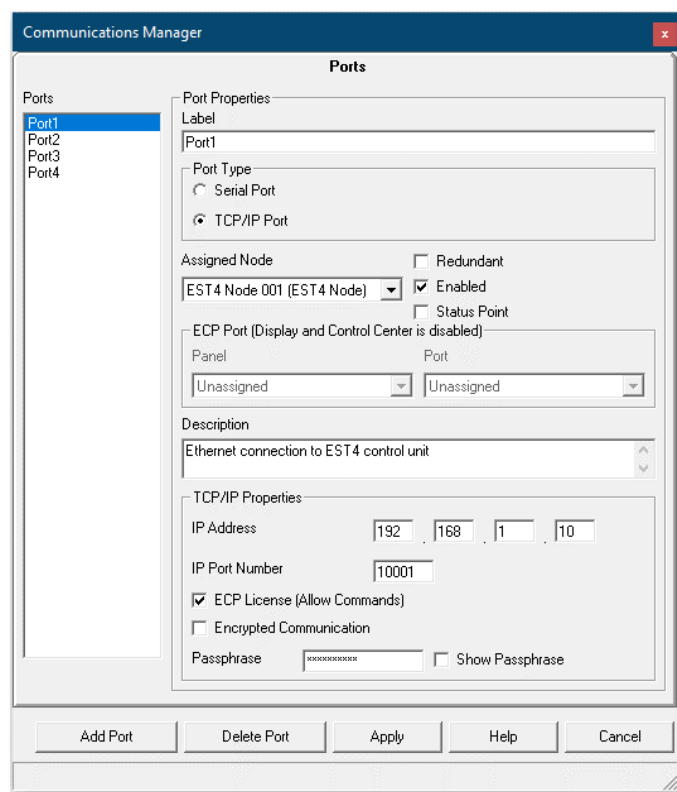 Communications Manager
x
Ports
Ports
Port1
Port2
Port3
Port4
Port Properties
Label
Port1
Port Type
Serial Port
TCP/IP Port
Assigned Node
EST4 Node 001 (EST4 Node)
Redundant
Enabled
Status Point
ECP Port (Display and Control Center is disabled)
Panel
Port
Unassigned
Unassigned
Description
Ethernet connection to EST4 control unit
TCP/IP Properties
IP Address
192 . 168 . 1 . 10
IP Port Number
10001
ECP License (Allow Commands)
Encrypted Communication
Passphrase
**********
Show Passphrase
Add Port
Delete Port
Apply
Help
Cancel